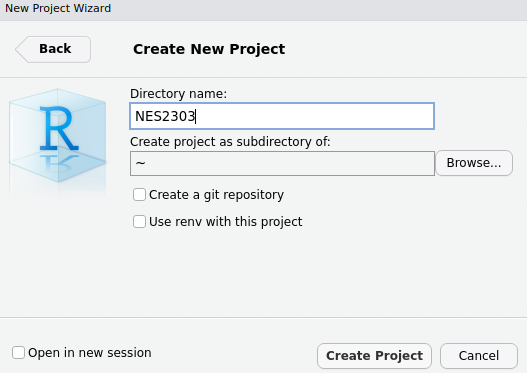 New Project Wizard
Back
Create New Project
R
Directory name:
NES2303
Create project as subdirectory of:
~
Browse...
Create a git repository
Use renv with this project
Open in new session
Create Project
Cancel